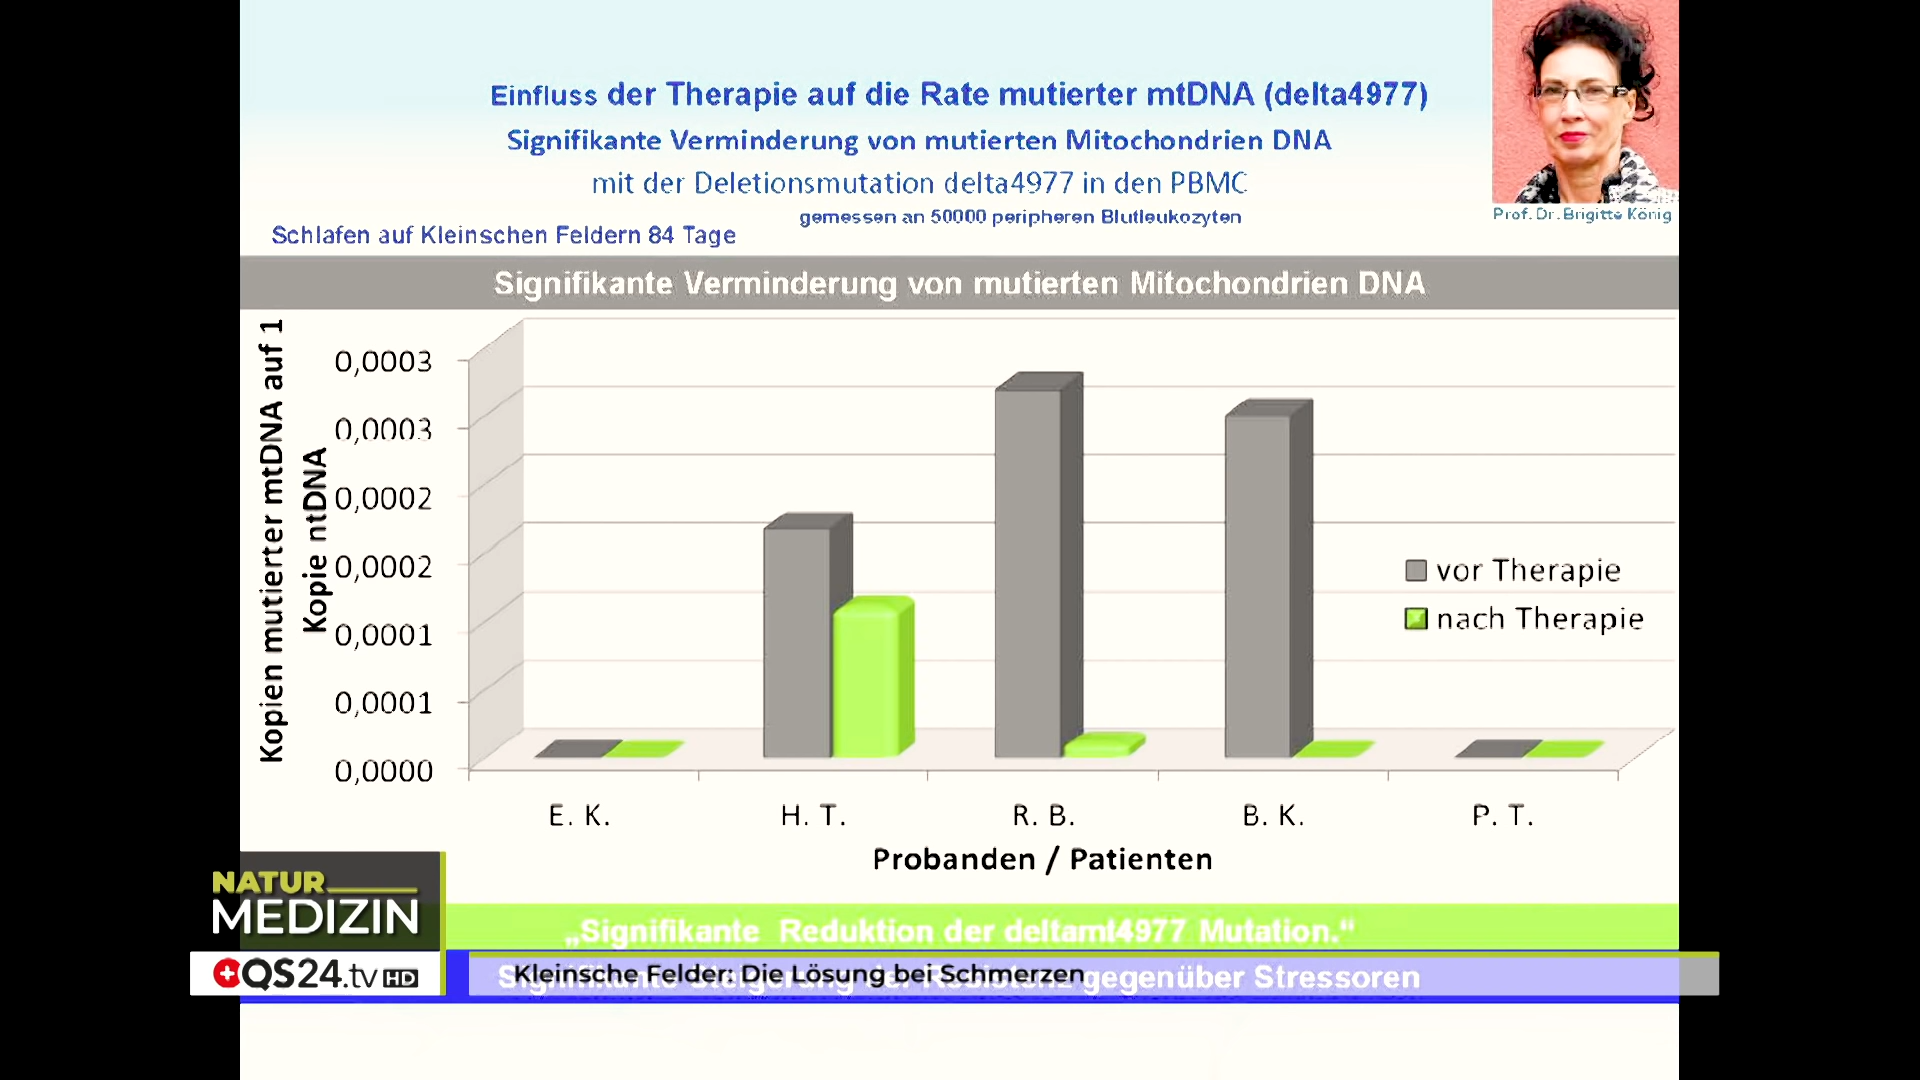 Einfluss der Therapie auf die Rate mutierter mtDNA (delta4977)
Signifikante Verminderung von mutierten Mitochondrien DNA
mit der Deletionsmutation delta4977 in den PBMC
gemessen an 50000 peripheren Blutleukozyten
Prof. Dr. Brigitte König
Schlafen auf Kleinschen Feldern 84 Tage
Signifikante Verminderung von mutierten Mitochondrien DNA
Kopien mutierter mtDNA auf 1
Kopie ntDNA
0,0003
0,0003
0,0002
0,0002
0,0001
0,0001
0,0000
vor Therapie
nach Therapie
E. K.
H. T.
R. B.
B. K.
P. T.
Probanden / Patienten
„Signifikante Reduktion der deltamt4977 Mutation.“
Signifikante Steigerung der Resistenz gegenüber Stressoren
NATUR
MEDIZIN
QS24.tv HD
Kleinsche Felder: Die Lösung bei Schmerzen